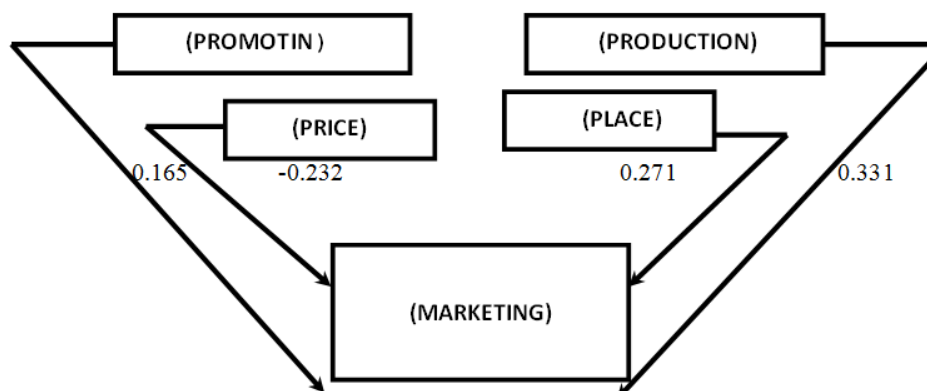 (PROMOTIN)
(PRODUCTION)
(PRICE)
(PLACE)
0.165
-0.232
0.271
0.331
(MARKETING)